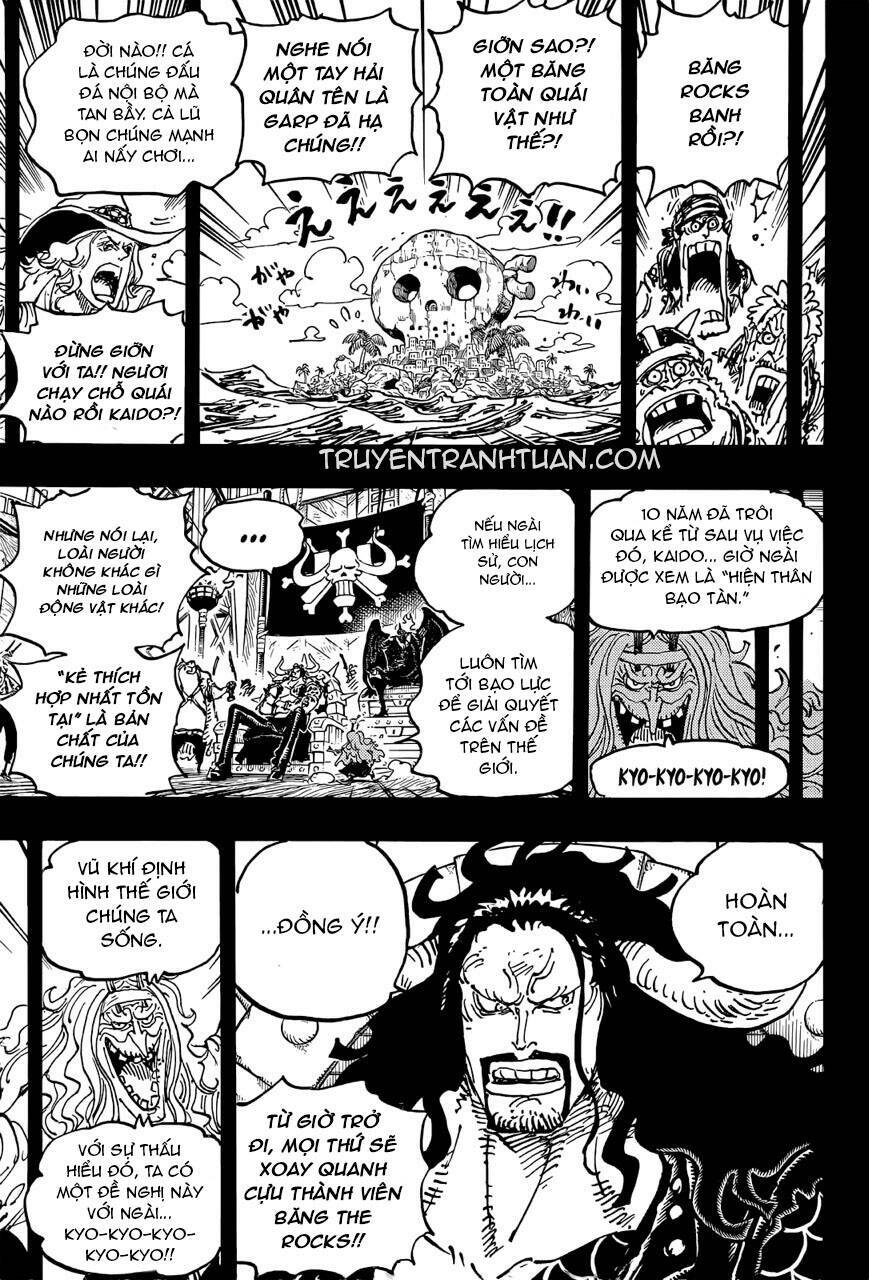 BĂNG
ROCKS
BANH
RỒI?!
GIỠN SAO?!
MỘT BĂNG
TOÀN QUÁI
VẬT NHƯ
THẾ?!
NGHE NÓI
MỘT TAY HẢI
QUÂN TÊN LÀ
GARP ĐÃ HẠ
CHÚNG!!
ĐỜI NÀO!! CÁ
LÀ CHÚNG ĐẤU
ĐÁ NỘI BỘ MÀ
TAN BẦY. CẢ LŨ
BỌN CHÚNG MẠNH
AI NẤY CHƠI...
ええええええ!!
わい
わい
がや
がや
ĐỪNG GIỠN
VỚI TA!! NGƯƠI
CHẠY CHỖ QUÁI
NÀO RỒI KAIDO?!
TRUYENTRANHTUAN.COM
10 NĂM ĐÃ TRÔI
QUA KỂ TỪ SAU VỤ VIỆC
ĐÓ, KAIDO... GIỜ NGÀI
ĐƯỢC XEM LÀ "HIỆN THÂN
BẠO TÀN."
KYO-KYO-KYO-KYO!
NẾU NGÀI
TÌM HIỂU LỊCH
SỬ, CON
NGƯỜI...
LUÔN TÌM
TỚI BẠO LỰC
ĐỂ GIẢI QUYẾT
CÁC VẤN ĐỀ
TRÊN THẾ
GIỚI.
...
NHƯNG NÓI LẠI,
LOÀI NGƯỜI
KHÔNG KHÁC GÌ
NHỮNG LOÀI
ĐỘNG VẬT KHÁC!
"KẺ THÍCH
HỢP NHẤT TỒN
TẠI" LÀ BẢN
CHẤT CỦA
CHÚNG TA!!
HOÀN
TOÀN...
...ĐỒNG Ý!!
TỪ GIỜ TRỞ
ĐI, MỌI THỨ SẼ
XOAY QUANH
CỰU THÀNH VIÊN
BĂNG THE
ROCKS!!
VŨ KHÍ ĐỊNH
HÌNH THẾ GIỚI
CHÚNG TA
SỐNG.
VỚI SỰ THẤU
HIỂU ĐÓ, TA CÓ
MỘT ĐỀ NGHỊ NÀY
VỚI NGÀI...
KYO-KYO-KYO-
KYO-KYO!!